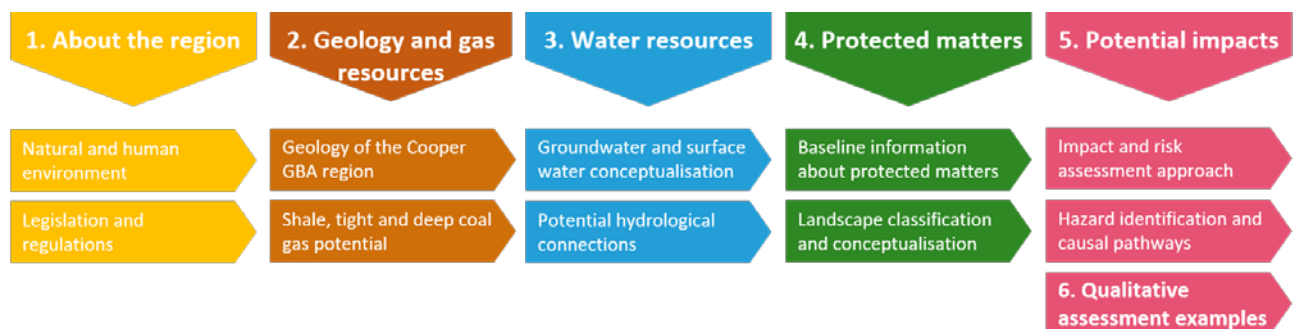 1. About the region
2. Geology and gas
resources
3. Water resources
4. Protected matters
5. Potential impacts
Natural and human
environment
Geology of the Cooper
GBA region
Groundwater and surface
water conceptualisation
Baseline information
about protected matters
Impact and risk
assessment approach
Legislation and
regulations
Shale, tight and deep coal
gas potential
Potential hydrological
connections
Landscape classification
and conceptualisation
Hazard identification and
causal pathways
6. Qualitative
assessment examples